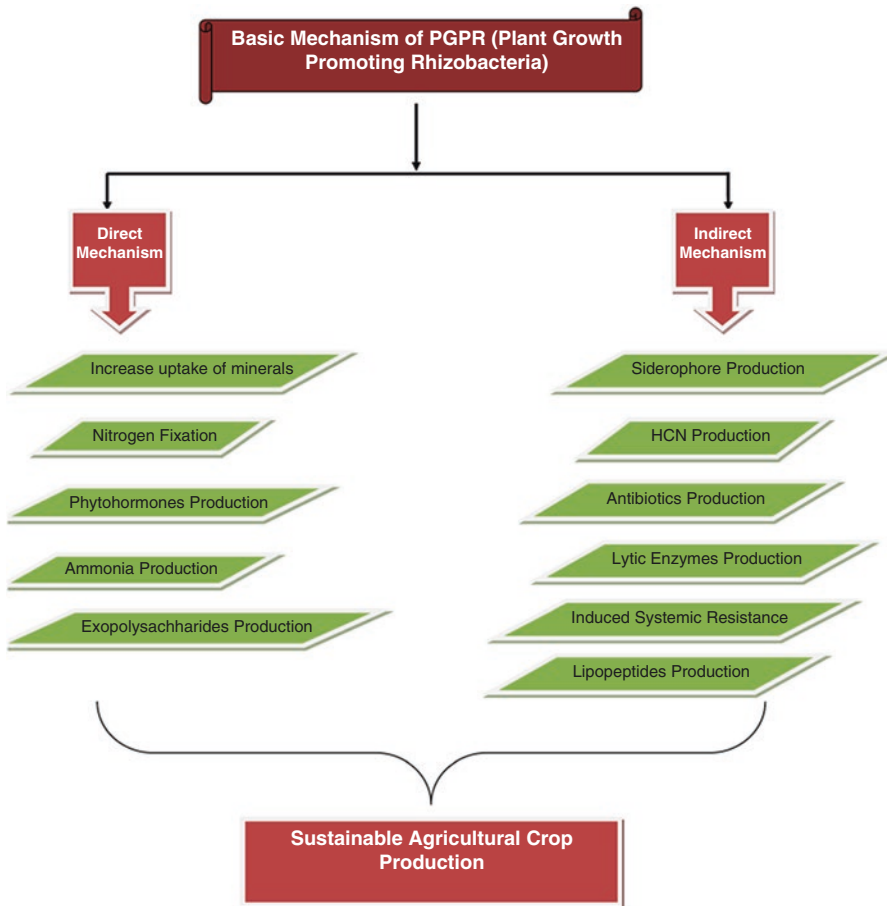 Basic Mechanism of PGPR (Plant Growth
Promoting Rhizobacteria)
Direct
Mechanism
Increase uptake of minerals
Nitrogen Fixation
Phytohormones Production
Ammonia Production
Exopolysachharides Production
Indirect
Mechanism
Siderophore Production
HCN Production
Antibiotics Production
Lytic Enzymes Production
Induced Systemic Resistance
Lipopeptides Production
Sustainable Agricultural Crop
Production